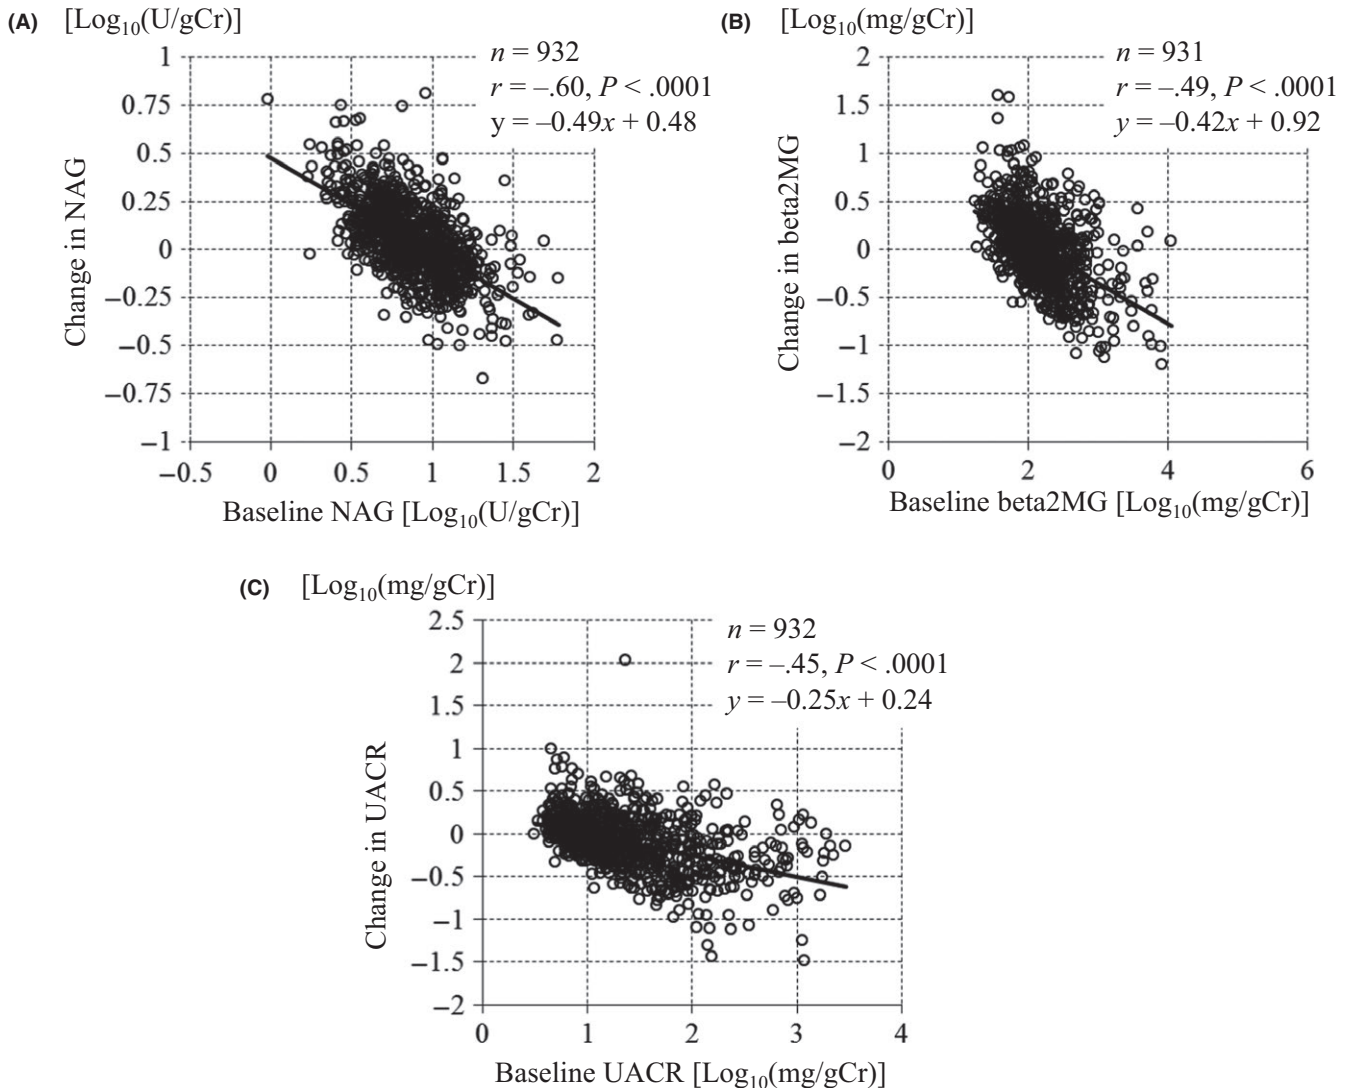 (A) [Log₁₀(U/gCr)]
n = 932
r = –.60, P < .0001
y = –0.49x + 0.48
1
0.75
0.5
0.25
0
–0.25
–0.5
–0.75
–1
Change in NAG
–0.5 0 0.5 1 1.5 2
Baseline NAG [Log₁₀(U/gCr)]
(B) [Log₁₀(mg/gCr)]
n = 931
r = –.49, P < .0001
y = –0.42x + 0.92
2
1.5
1
0.5
0
–0.5
–1
–1.5
–2
Change in beta2MG
0 2 4 6
Baseline beta2MG [Log₁₀(mg/gCr)]
(C) [Log₁₀(mg/gCr)]
n = 932
r = –.45, P < .0001
y = –0.25x + 0.24
2.5
2
1.5
1
0.5
0
–0.5
–1
–1.5
–2
Change in UACR
0 1 2 3 4
Baseline UACR [Log₁₀(mg/gCr)]